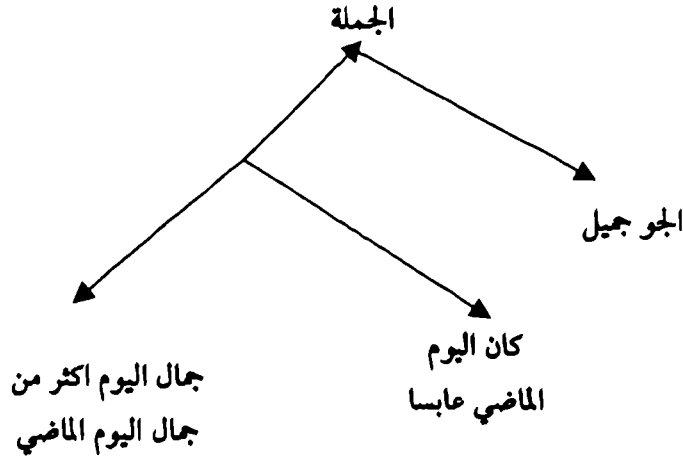 الجملة
الجو جميل
كان اليوم
الماضي عابسا
جمال اليوم اكثر من
جمال اليوم الماضي